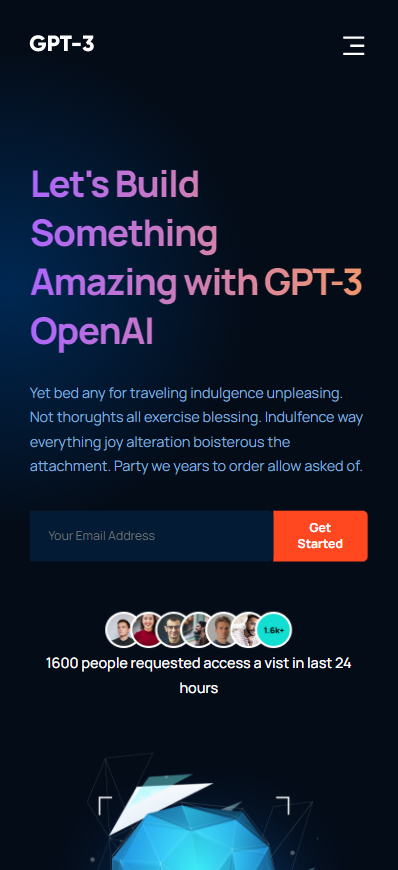 GPT-3
Let's Build
Something
Amazing with GPT-3
OpenAI
Yet bed any for traveling indulgence unpleasing.
Not thorughts all exercise blessing. Indulfence way
everything joy alteration boisterous the
attachment. Party we years to order allow asked of.
Your Email Address
Get
Started
1.6k+
1600 people requested access a vist in last 24
hours